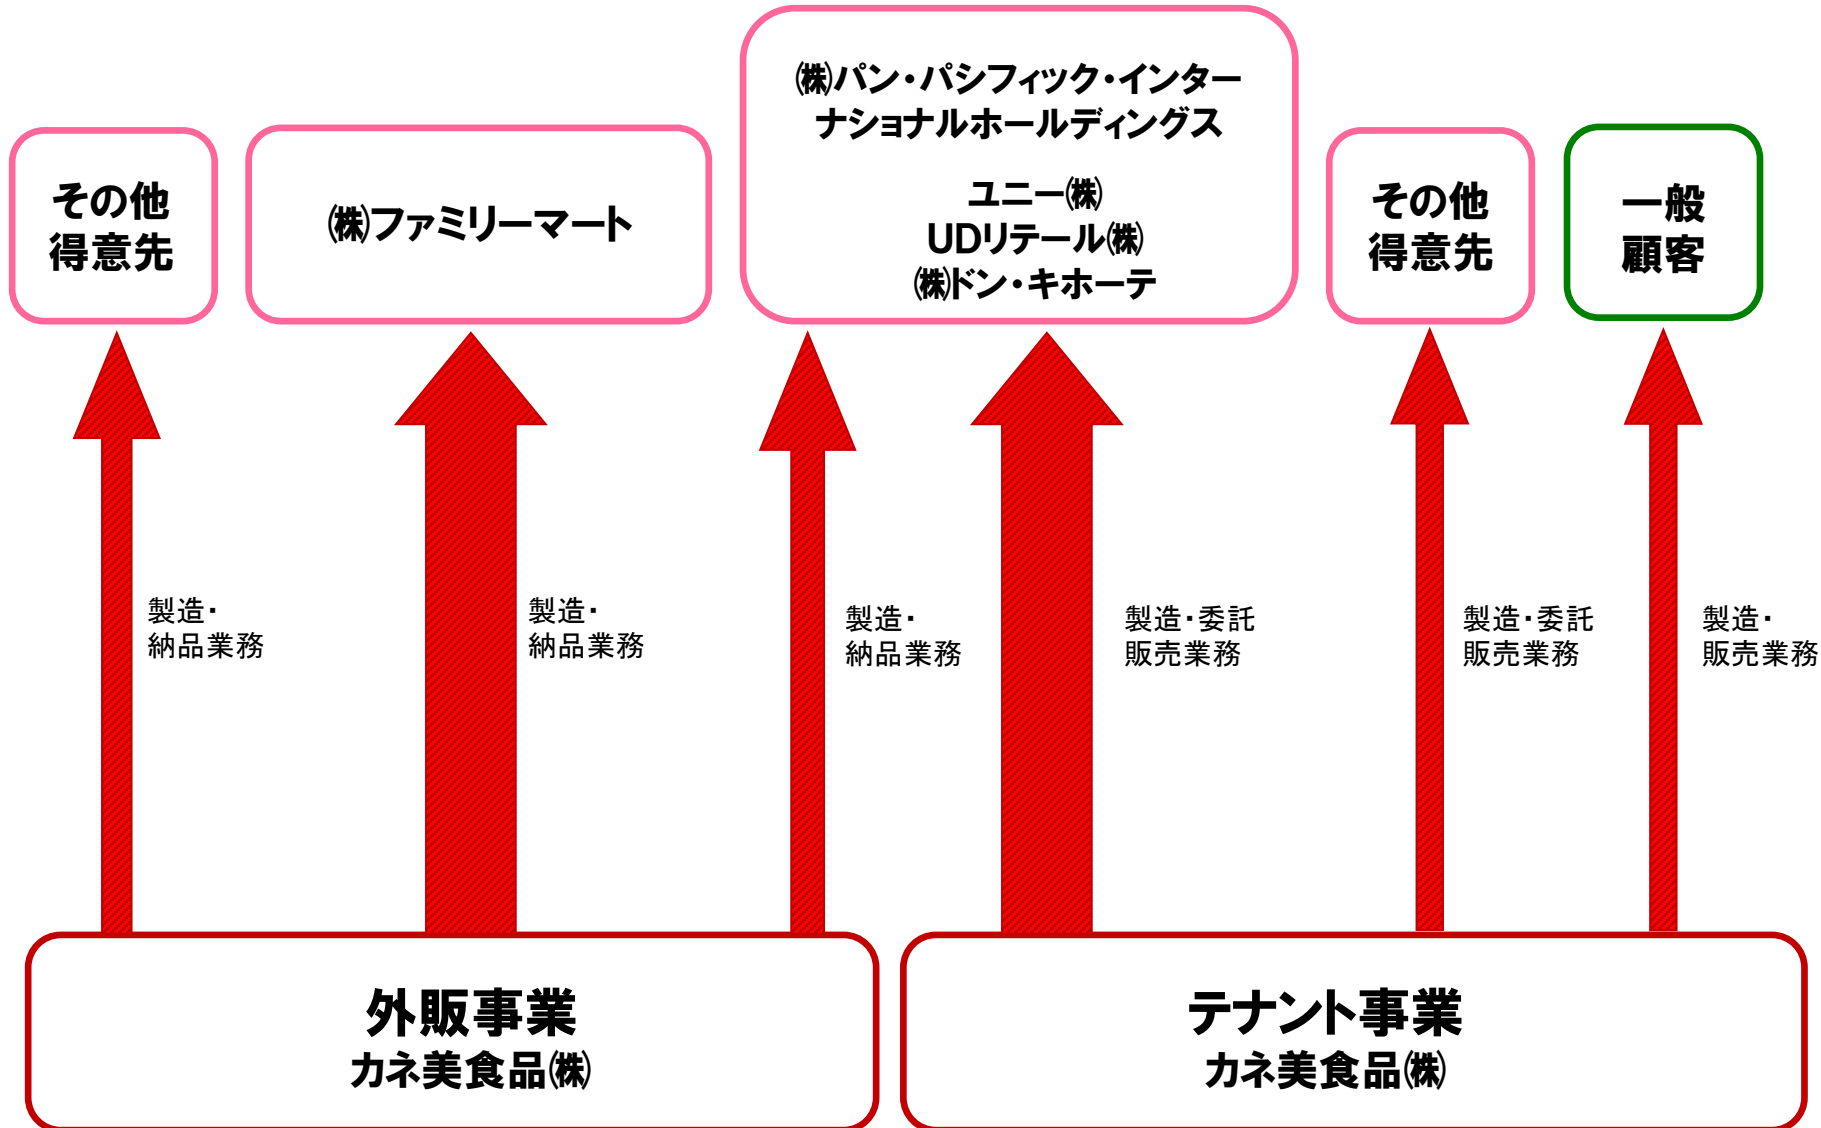 その他
得意先
㈱ファミリーマート
㈱パン・パシフィック・インター
ナショナルホールディングス
ユニー㈱
UDリテール㈱
㈱ドン・キホーテ
その他
得意先
一般
顧客
製造・
納品業務
製造・
納品業務
製造・
納品業務
製造・委託
販売業務
製造・委託
販売業務
製造・
販売業務
外販事業
カネ美食品㈱
テナント事業
カネ美食品㈱